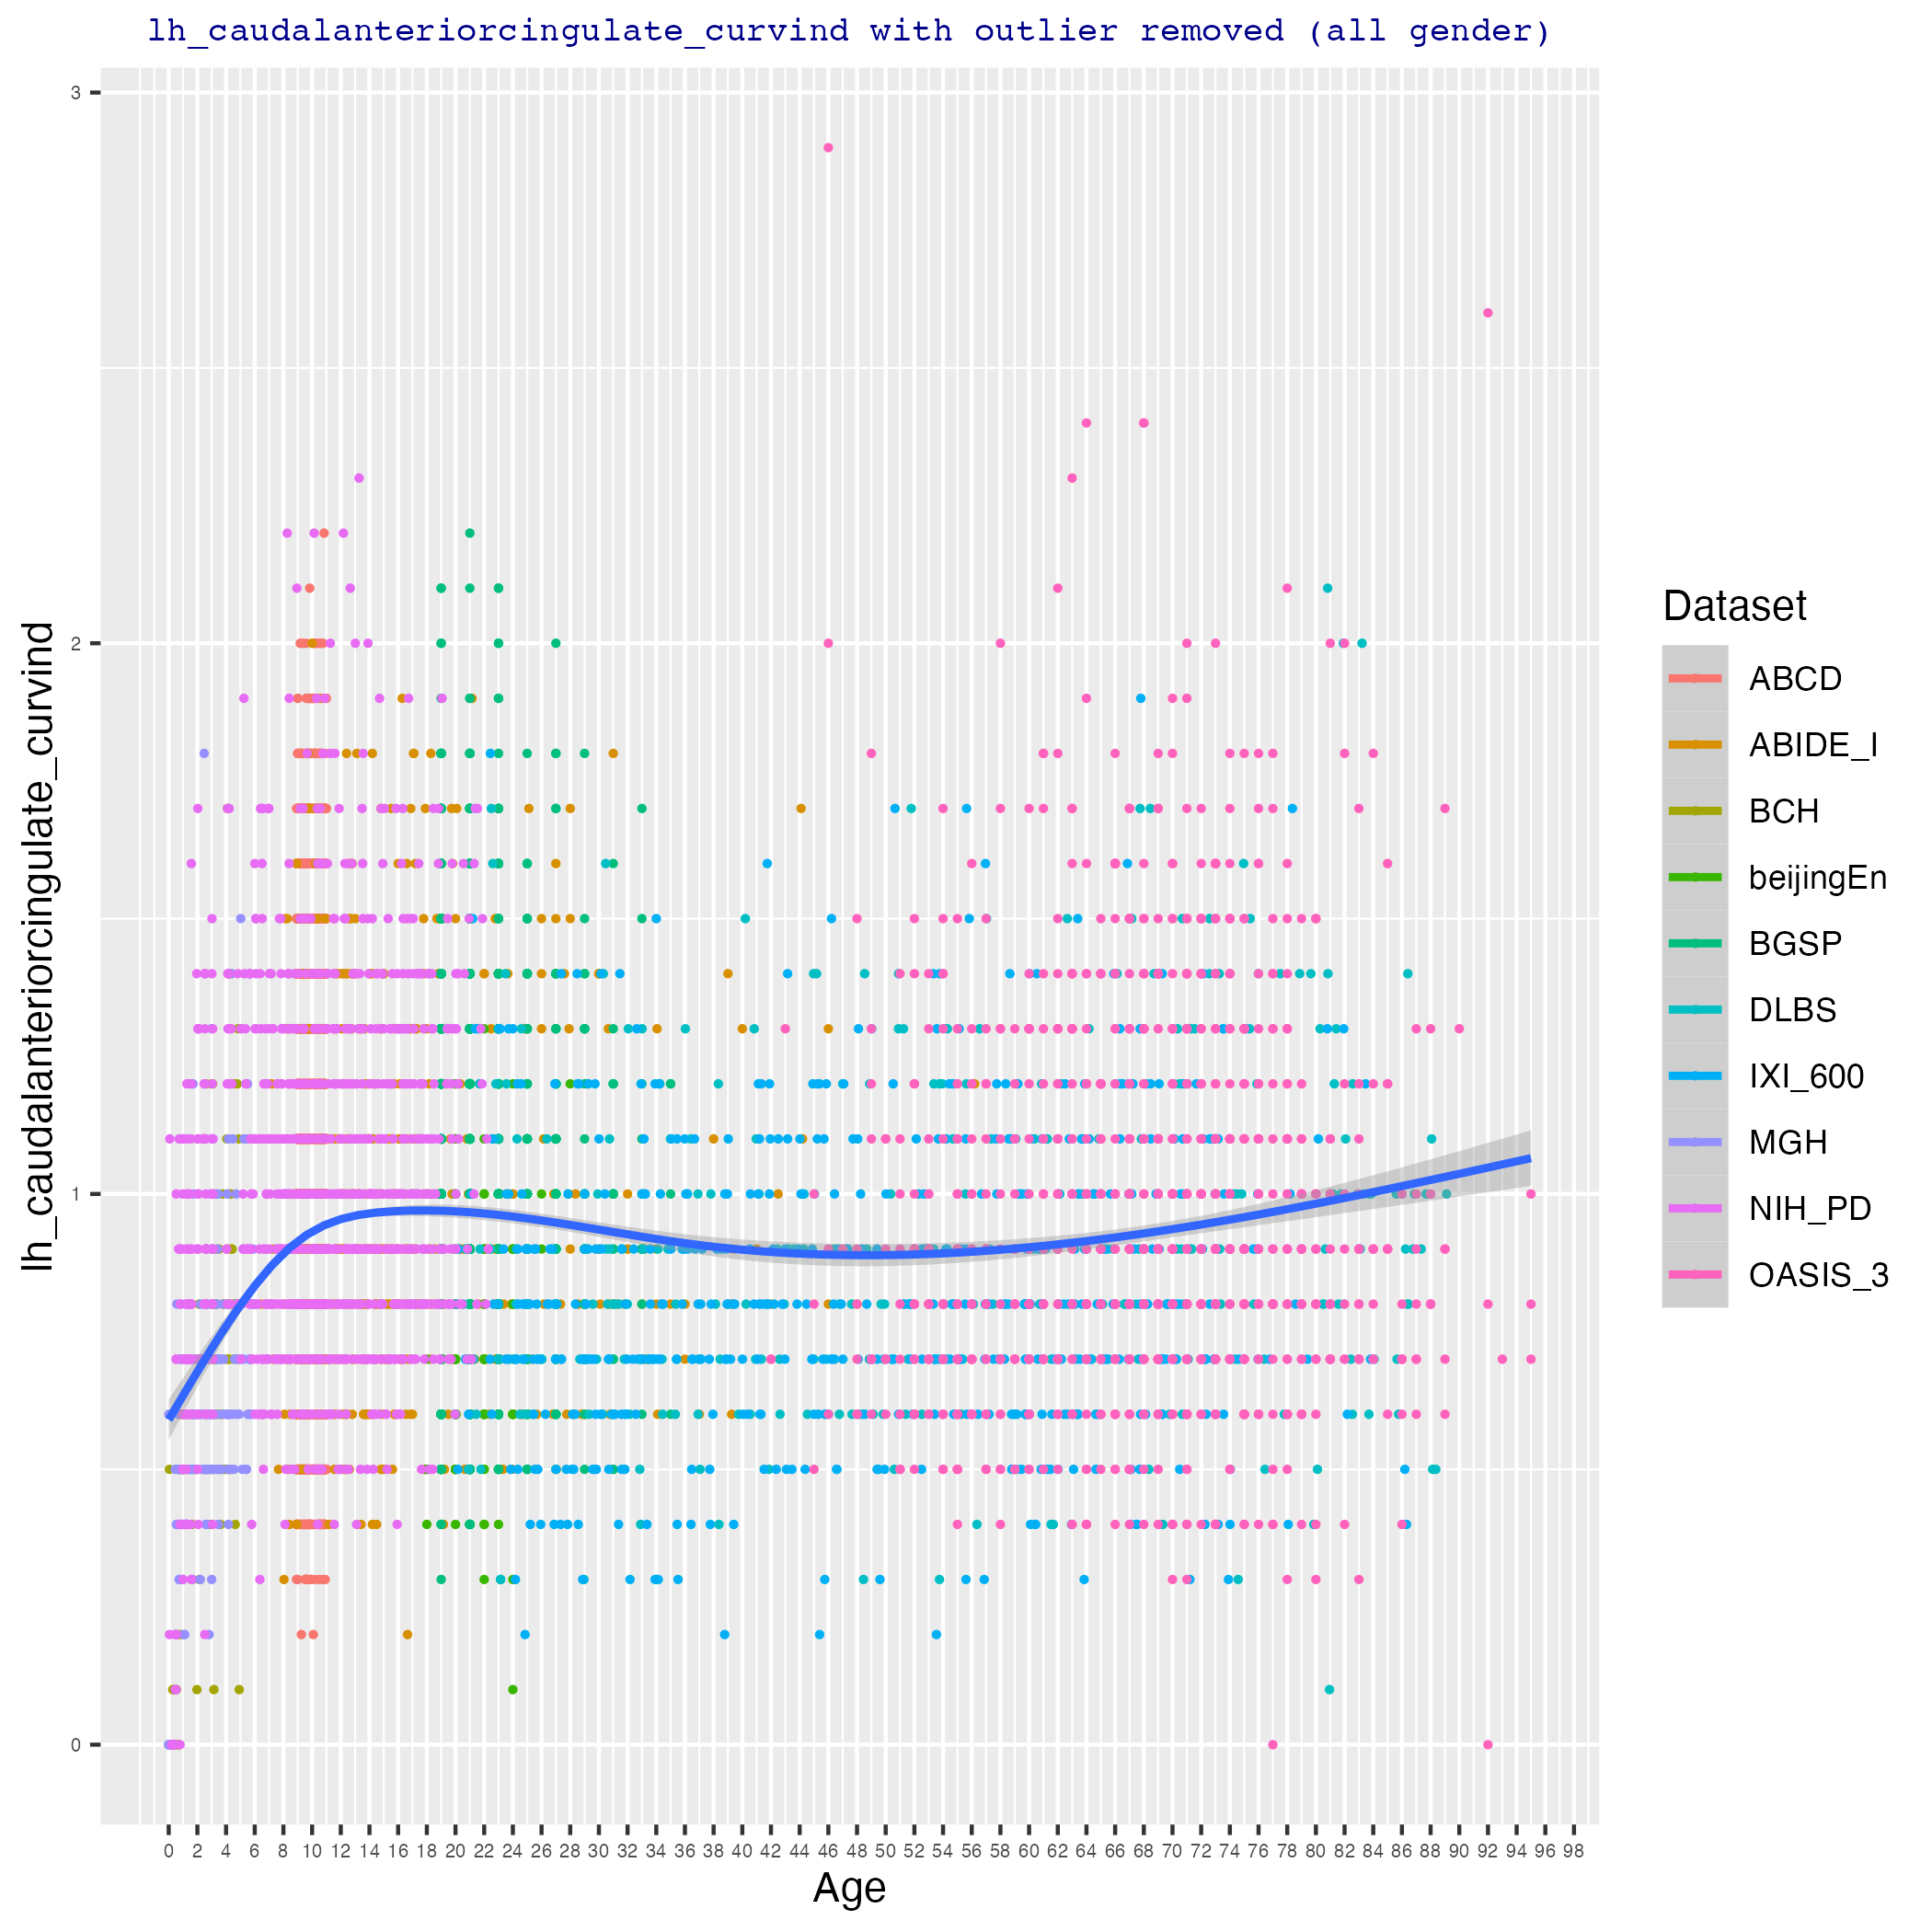 lh_caudalanteriorcingulate_curvind with outlier removed (all gender)
lh_caudalanteriorcingulate_curvind
3
2
1
0
0 2 4 6 8 10 12 14 16 18 20 22 24 26 28 30 32 34 36 38 40 42 44 46 48 50 52 54 56 58 60 62 64 66 68 70 72 74 76 78 80 82 84 86 88 90 92 94 96 98
Age
Dataset
ABCD
ABIDE_I
BCH
beijingEn
BGSP
DLBS
IXI_600
MGH
NIH_PD
OASIS_3